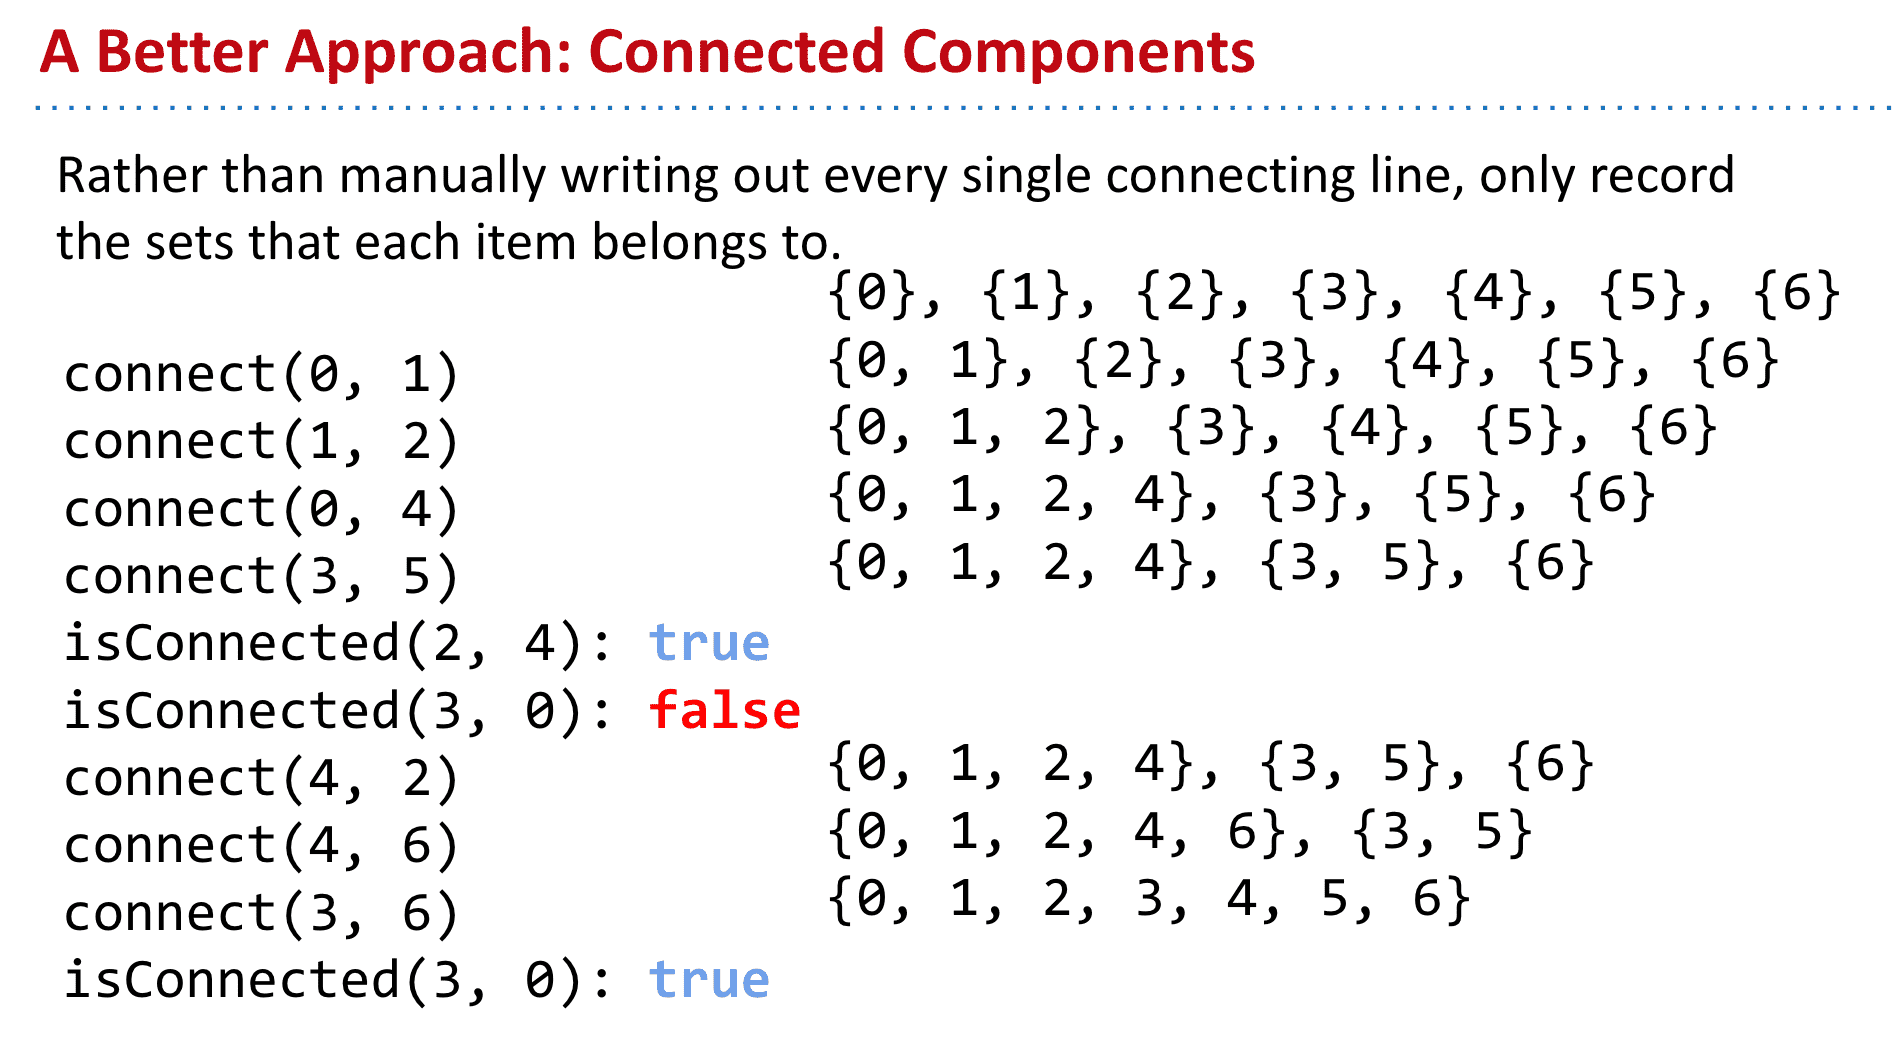 A Better Approach: Connected Components
Rather than manually writing out every single connecting line, only record
the sets that each item belongs to.
{0}, {1}, {2}, {3}, {4}, {5}, {6}
connect(0, 1) {0, 1}, {2}, {3}, {4}, {5}, {6}
connect(1, 2) {0, 1, 2}, {3}, {4}, {5}, {6}
connect(0, 4) {0, 1, 2, 4}, {3}, {5}, {6}
connect(3, 5) {0, 1, 2, 4}, {3, 5}, {6}
isConnected(2, 4): true
isConnected(3, 0): false
connect(4, 2) {0, 1, 2, 4}, {3, 5}, {6}
connect(4, 6) {0, 1, 2, 4, 6}, {3, 5}
connect(3, 6) {0, 1, 2, 3, 4, 5, 6}
isConnected(3, 0): true